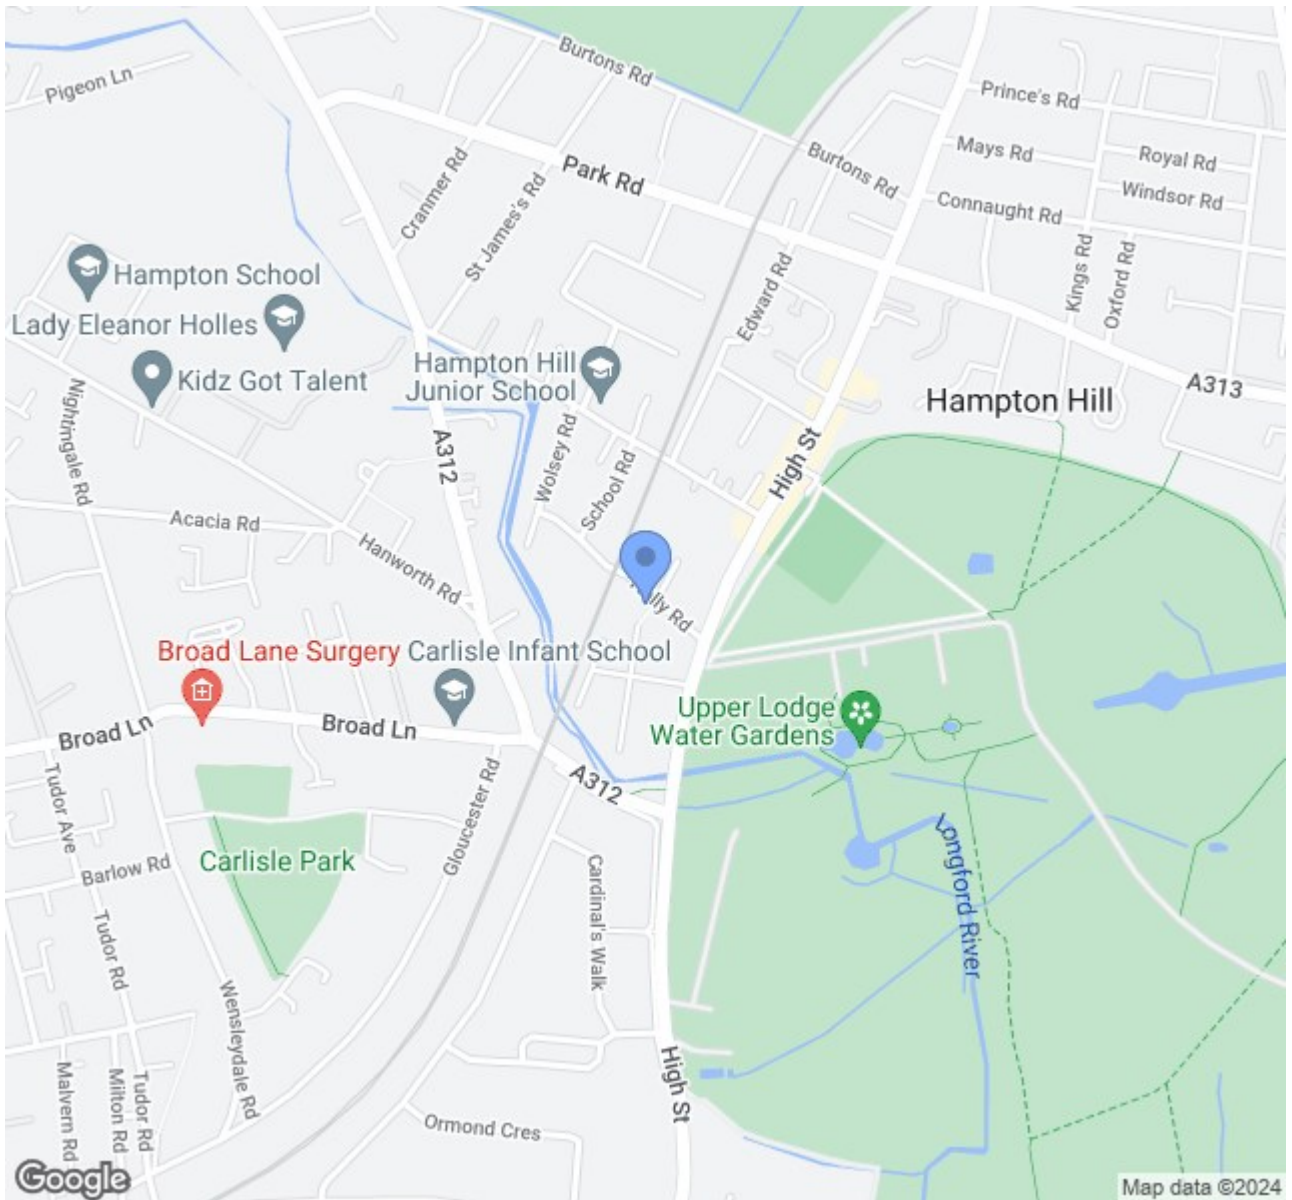 Burtons Rd
Pigeon Ln
Prince's Rd
Mays Rd
Royal Rd
Burtons Rd
Park Rd
Windsor Rd
Cranmer Rd
Connaught Rd
St James's Rd
Hampton School
Kings Rd
Oxford Rd
Edward Rd
Lady Eleanor Holles
Hampton Hill
Junior School
Kidz Got Talent
A313
Hampton Hill
Nightingale Rd
A312
Wolsey Rd
High St
School Rd
Acacia Rd
Hanworth Rd
lly Rd
Broad Lane Surgery
Carlisle Infant School
Upper Lodge
Water Gardens
Broad Ln
Broad Ln
A312
Tudor Ave
Gloucester Rd
Longford River
Carlisle Park
Barlow Rd
Cardinal's Walk
Tudor Rd
Wensleydale Rd
High St
Malvern Rd
Milton Rd
Tudor Rd
Ormond Cres
Google
Map data ©2024